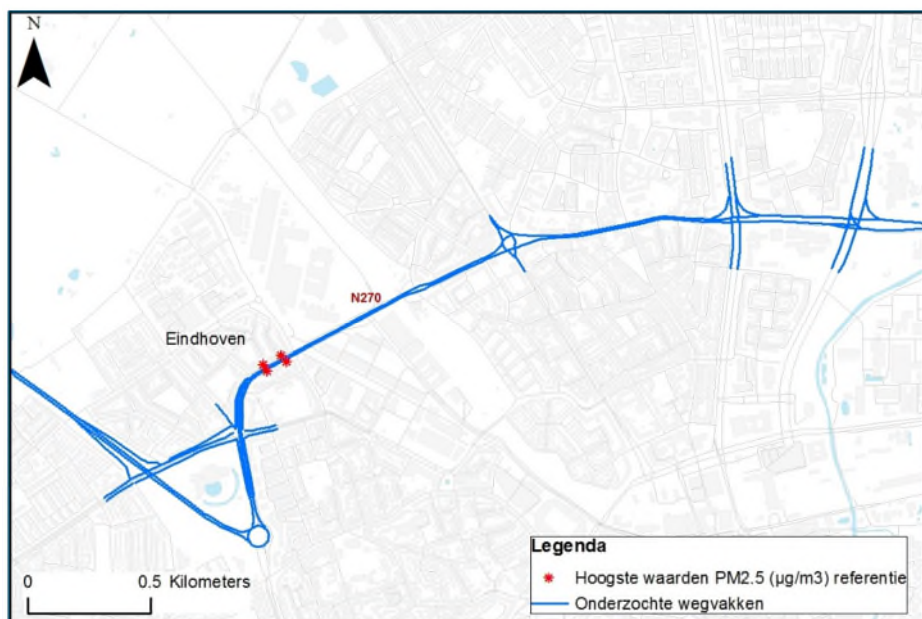 N
N270
Eindhoven
0 0.5 Kilometers
Legenda
Hoogste waarden PM2.5 (µg/m3) referentie
Onderzochte wegvakken